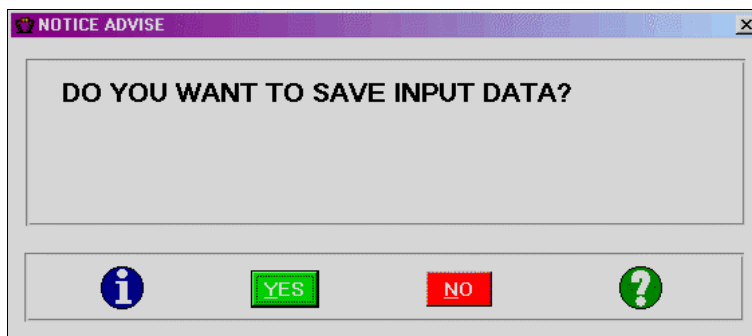 NOTICE ADVISE
DO YOU WANT TO SAVE INPUT DATA?
YES
NO